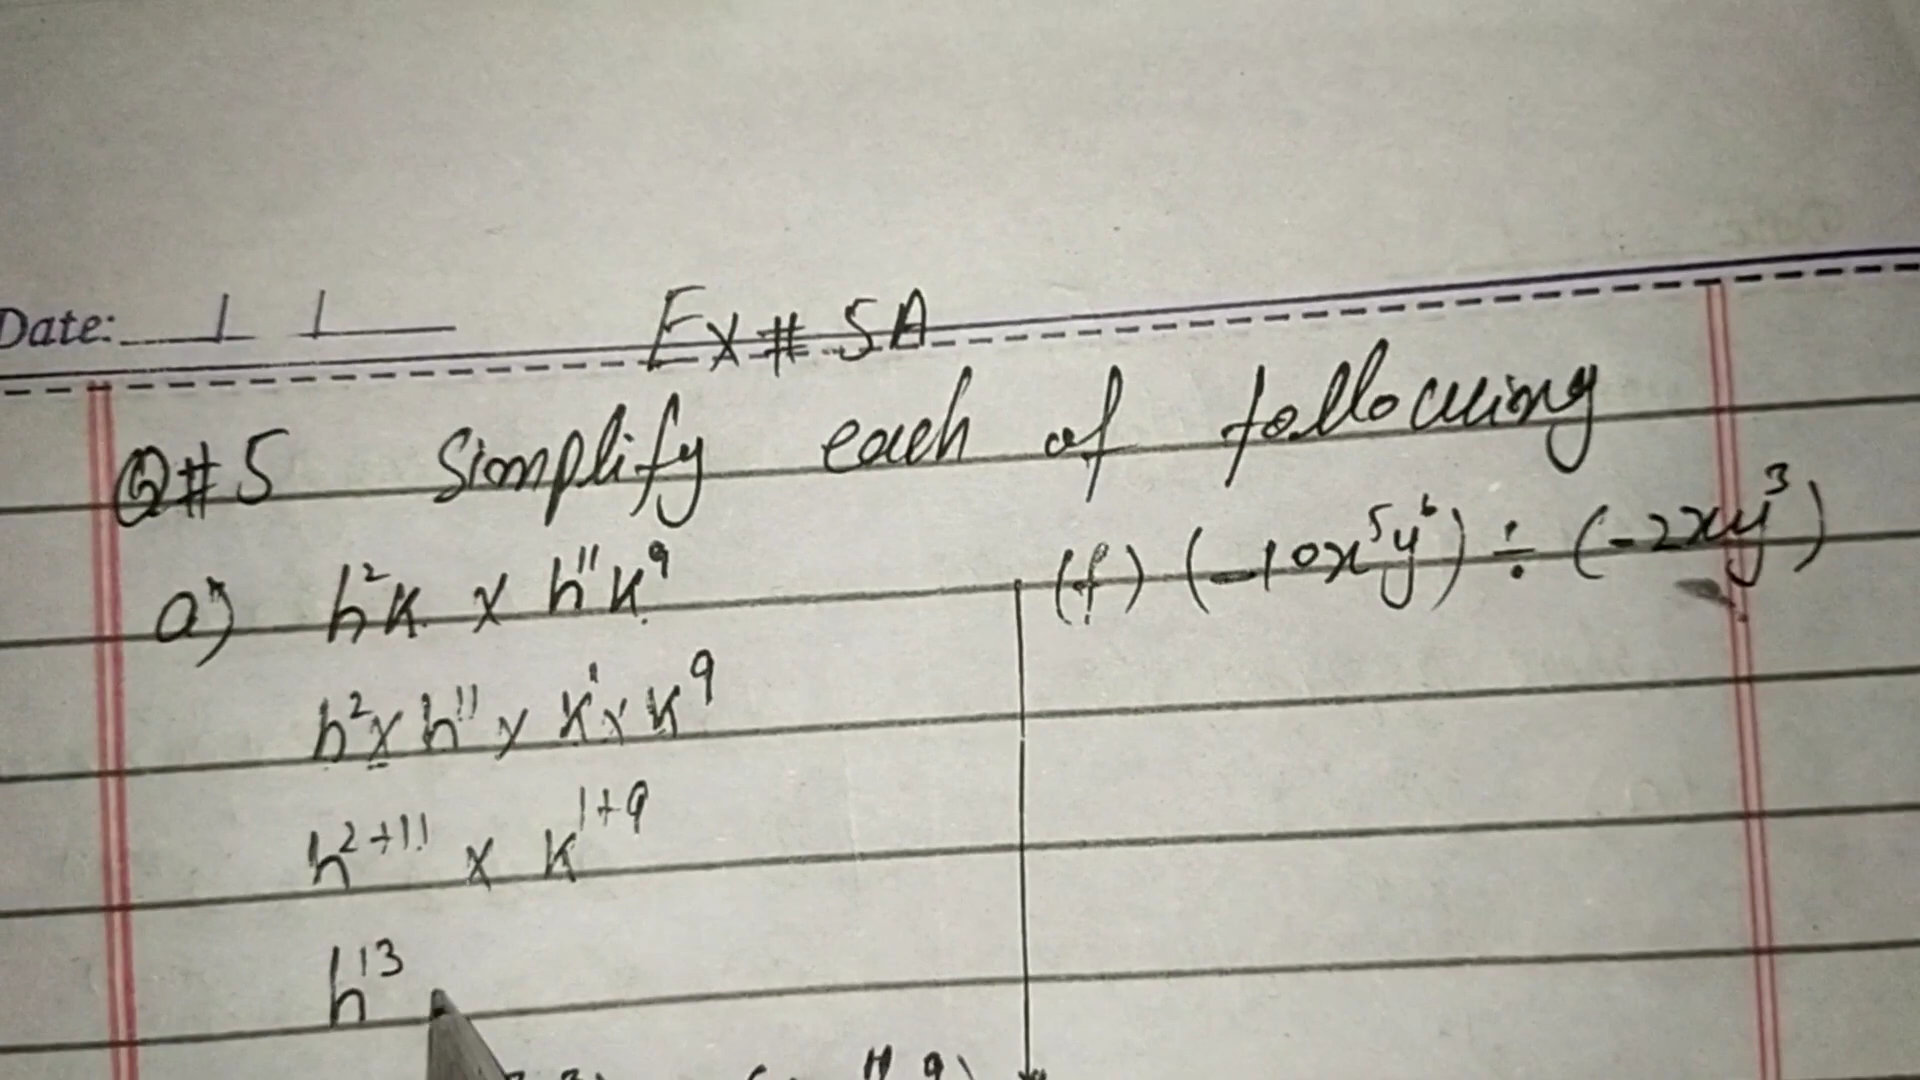 Date: / /
Ex # 5A
Q#5 Simplify each of following
a) h²k × h¹¹k⁹
h² × h¹¹ × k¹ × k⁹
h²⁺¹¹ × k¹⁺⁹
h¹³
(f) (-10x⁵y⁶) ÷ (-2xy³)